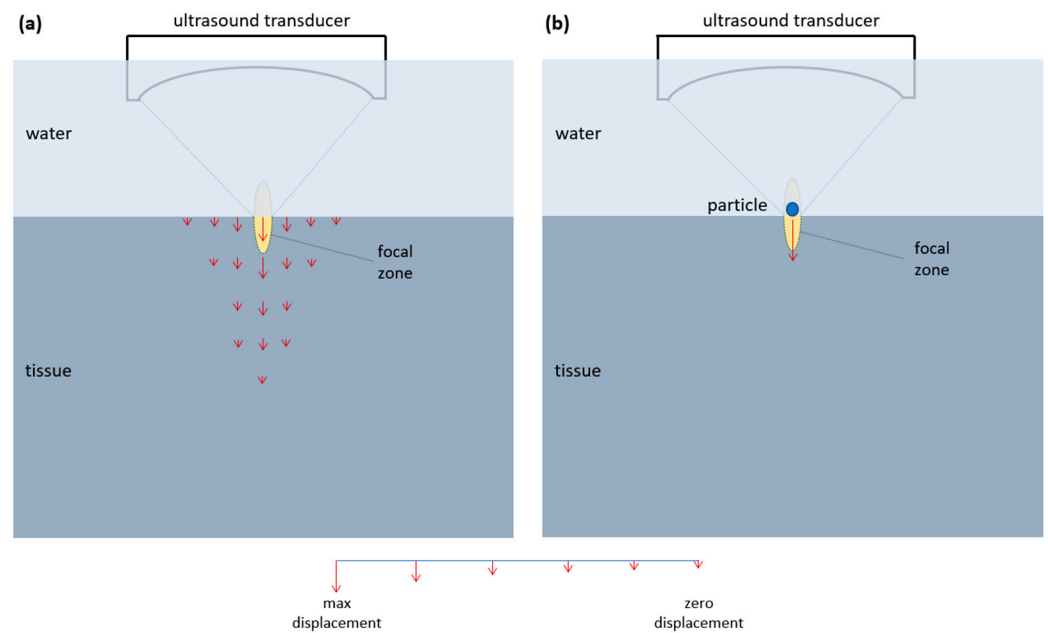 (a)
ultrasound transducer
water
focal
zone
tissue
(b)
ultrasound transducer
water
particle
focal
zone
tissue
max
displacement
zero
displacement